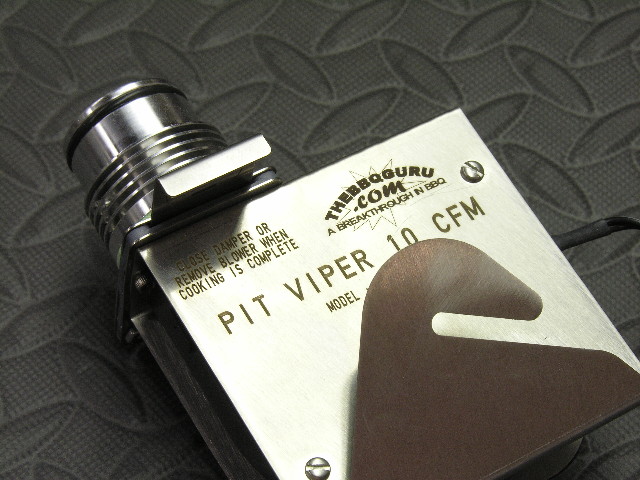 THEBBQGURU
.COM
A BREAKTHROUGH IN BBQ
CLOSE DAMPER OR
REMOVE BLOWER WHEN
COOKING IS COMPLETE
PIT VIPER 10 CFM
MODEL